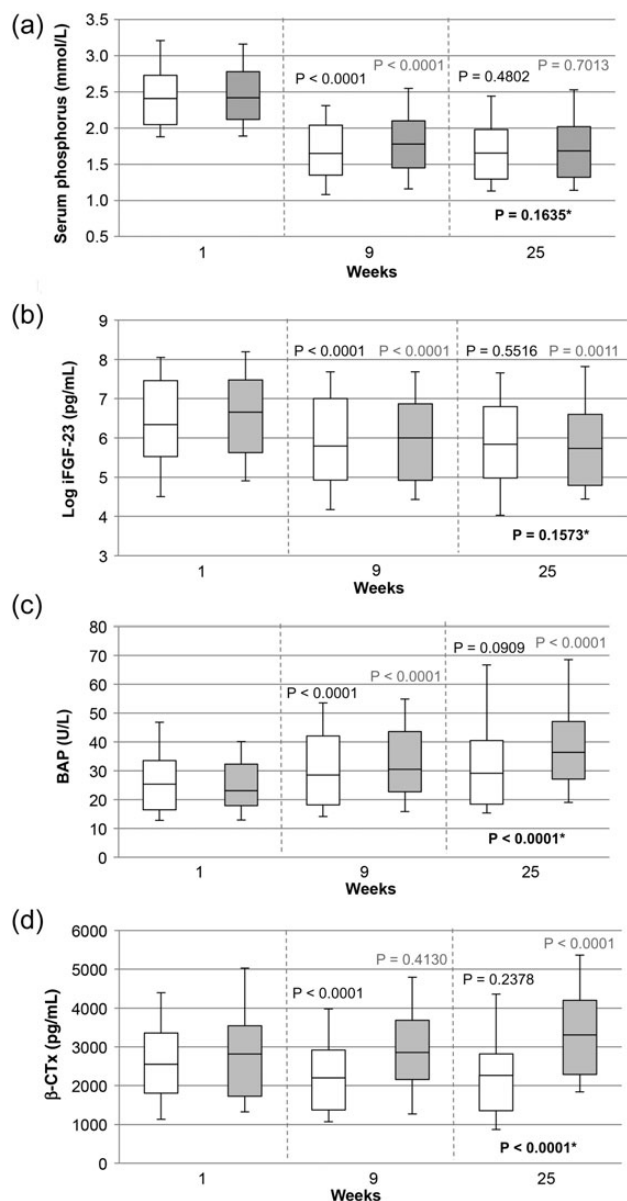 (a)
Serum phosphorus (mmol/L)
3.5
3.0
2.5
2.0
1.5
1.0
0.5
P < 0.0001
P < 0.0001
P = 0.4802
P = 0.7013
P = 0.1635*
1
9
25
Weeks
(b)
Log iFGF-23 (pg/mL)
9
8
7
6
5
4
3
P < 0.0001
P < 0.0001
P = 0.5516
P = 0.0011
P = 0.1573*
1
9
25
Weeks
(c)
BAP (U/L)
80
70
60
50
40
30
20
10
0
P < 0.0001
P < 0.0001
P = 0.0909
P < 0.0001
P < 0.0001*
1
9
25
Weeks
(d)
β-CTx (pg/mL)
6000
5000
4000
3000
2000
1000
0
P < 0.0001
P = 0.4130
P = 0.2378
P < 0.0001
P < 0.0001*
1
9
25
Weeks